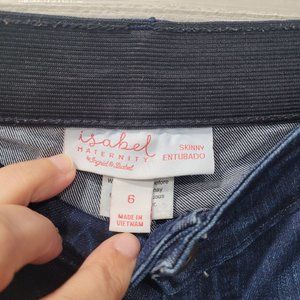 isabel
MATERNITY
by Ingrid & Isabel
SKINNY
ENTUBADO
6
MADE IN
VIETNAM